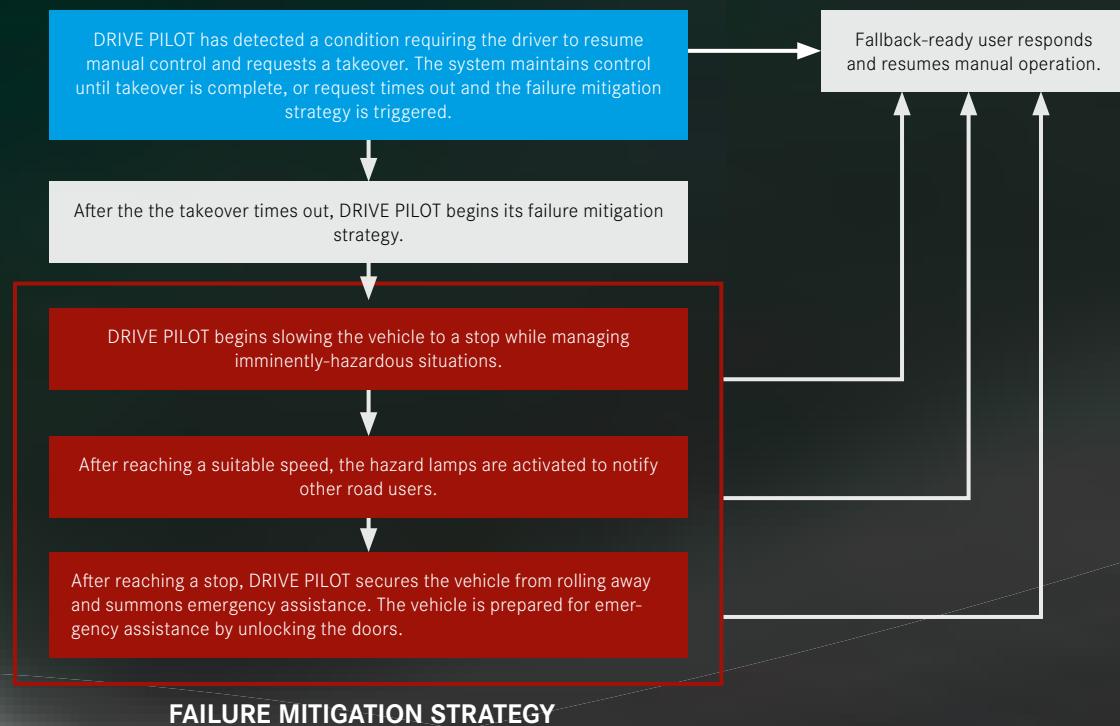 DRIVE PILOT has detected a condition requiring the driver to resume
manual control and requests a takeover. The system maintains control
until takeover is complete, or request times out and the failure mitigation
strategy is triggered.
Fallback-ready user responds
and resumes manual operation.
After the the takeover times out, DRIVE PILOT begins its failure mitigation
strategy.
DRIVE PILOT begins slowing the vehicle to a stop while managing
imminently-hazardous situations.
After reaching a suitable speed, the hazard lamps are activated to notify
other road users.
After reaching a stop, DRIVE PILOT secures the vehicle from rolling away
and summons emergency assistance. The vehicle is prepared for emer-
gency assistance by unlocking the doors.
FAILURE MITIGATION STRATEGY